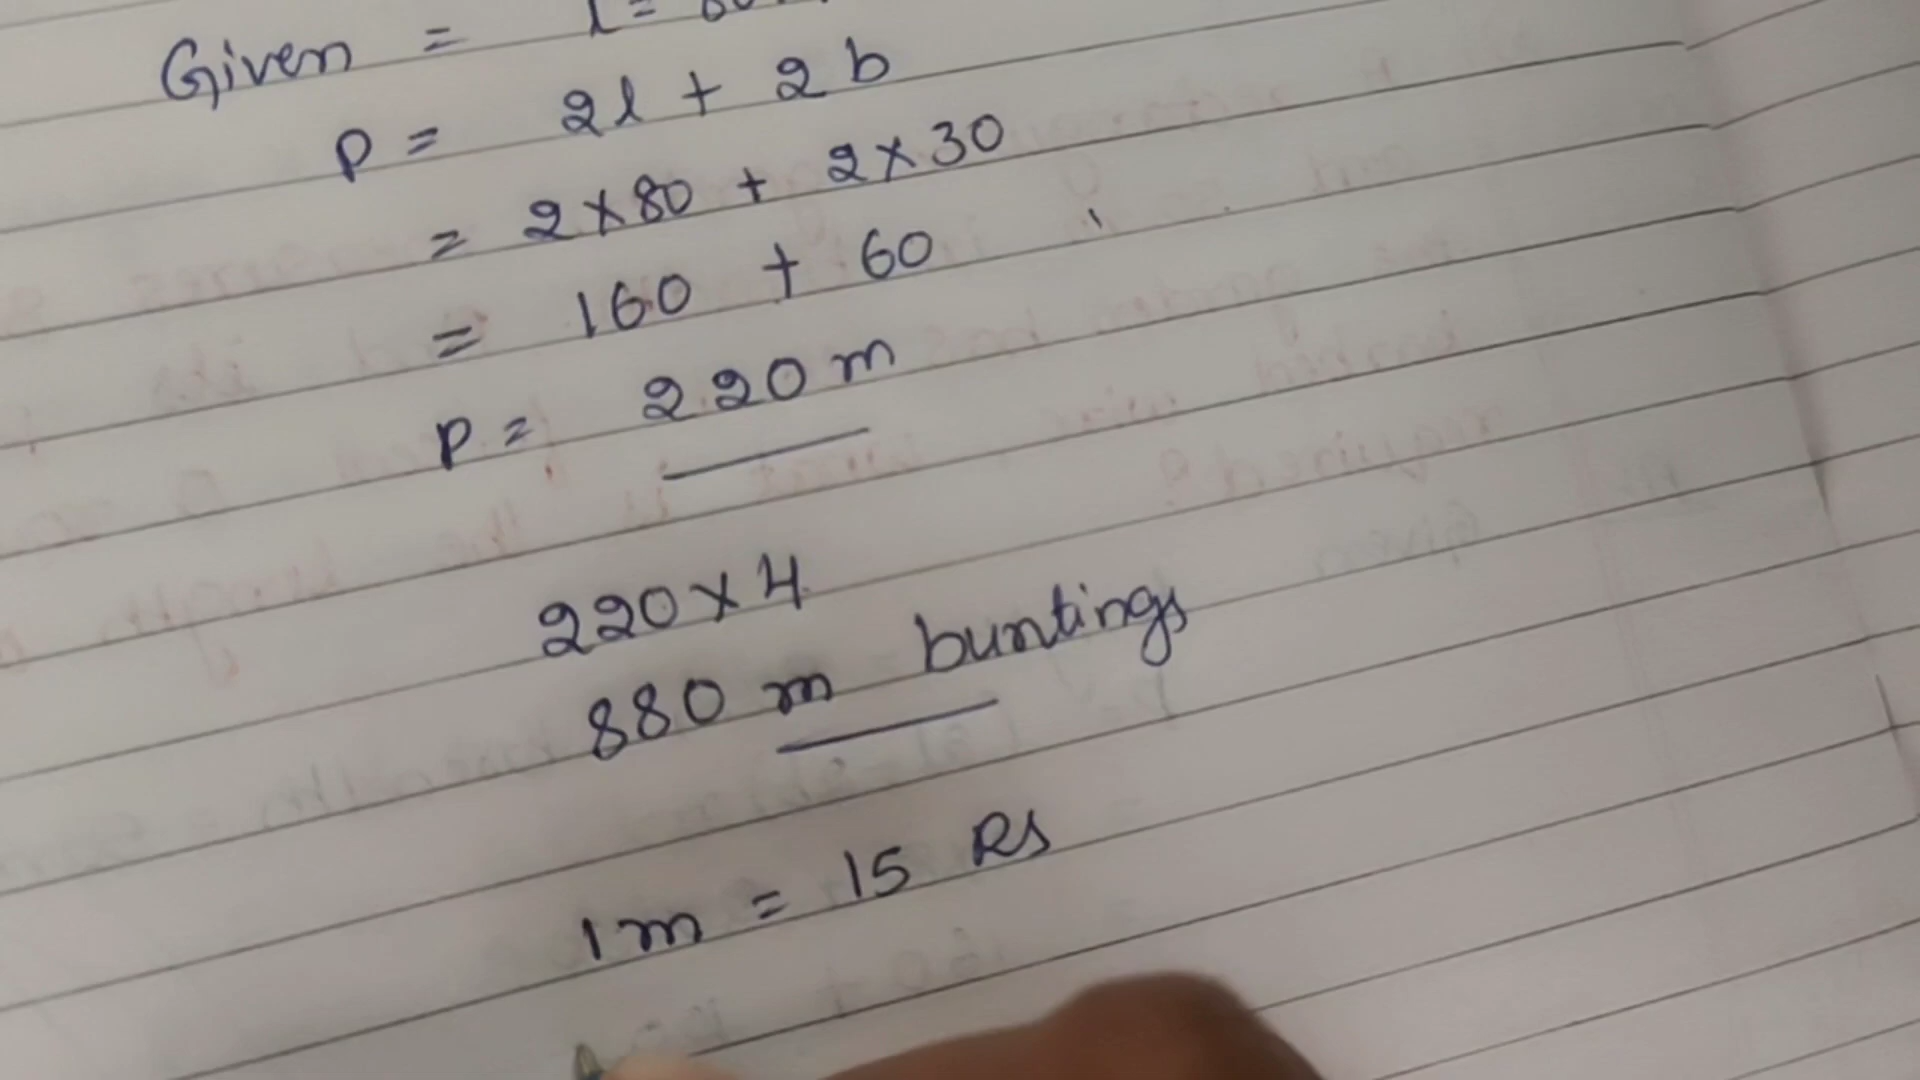 Given =
P = 2l + 2b
= 2×80 + 2×30
= 160 + 60
P = 220 m
220×4
880 m buntings
1m = 15 Rs